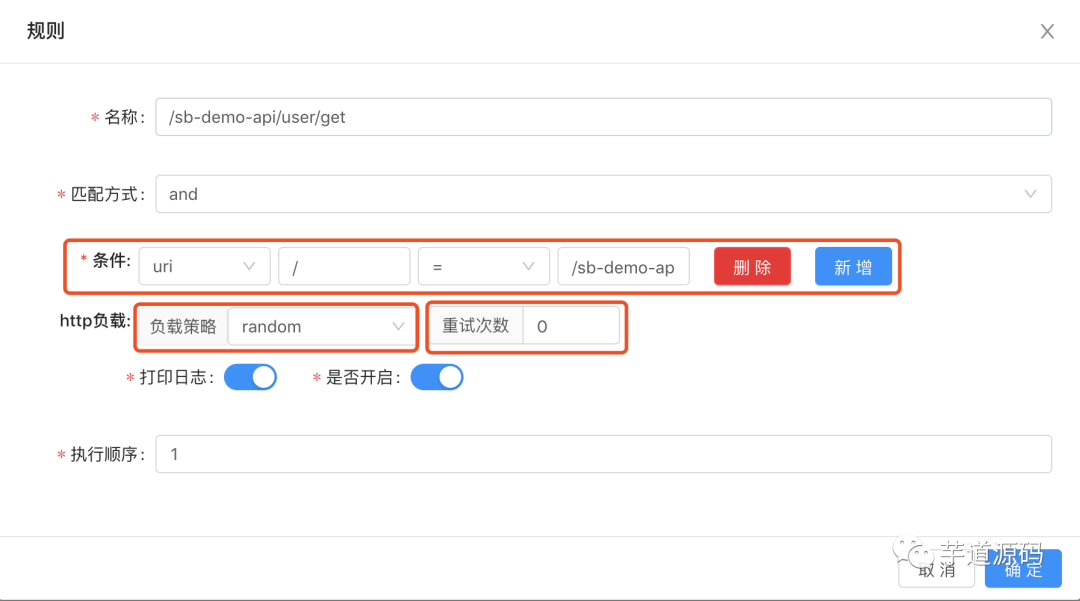 规则
* 名称: /sb-demo-api/user/get
* 匹配方式: and
* 条件: uri / = /sb-demo-ap 删 除 新 增
http负载: 负载策略 random 重试次数 0
* 打印日志: * 是否开启:
* 执行顺序: 1
芋道源码
取 消 确 定